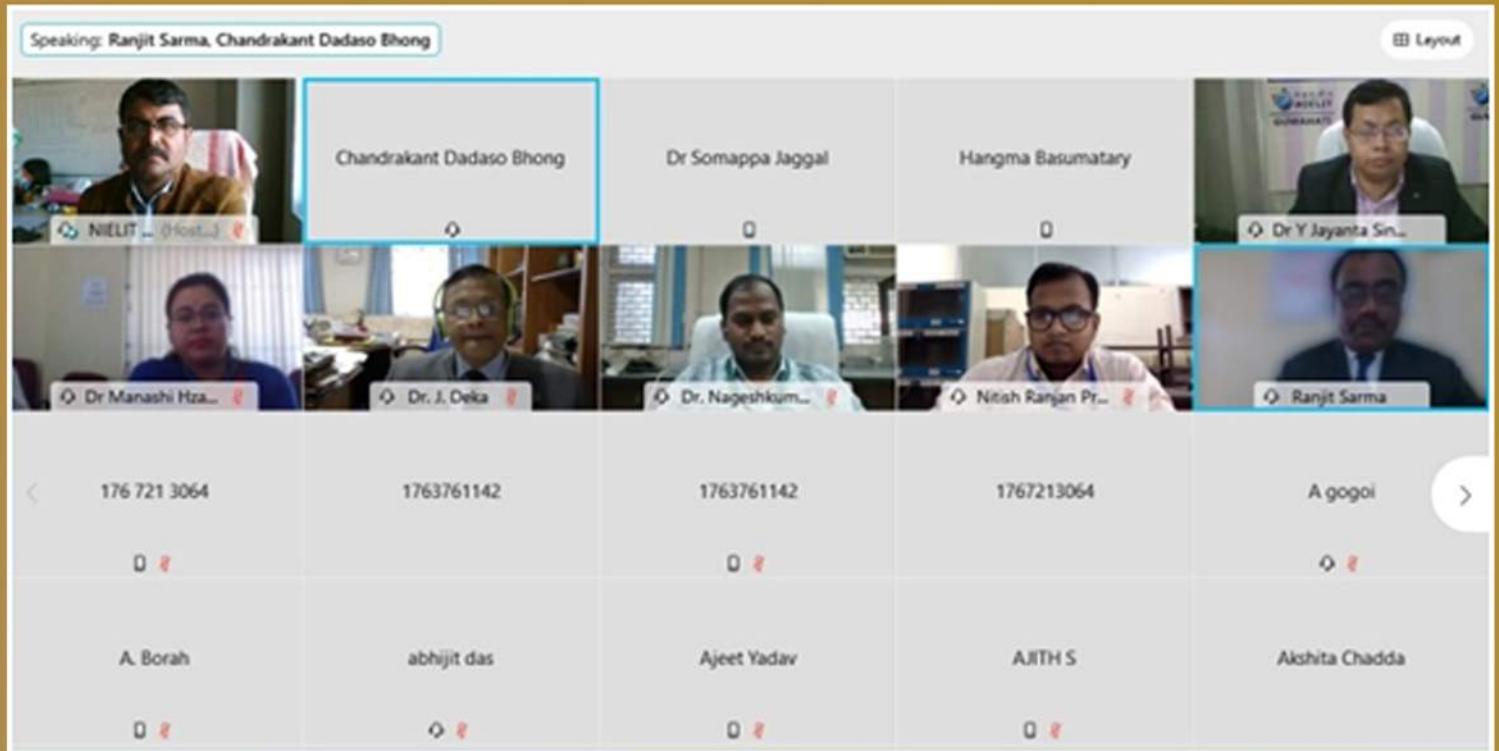 Speaking: Ranjit Sarma, Chandrakant Dadaso Bhong
Layout
NIELIT ... (Host...)
Chandrakant Dadaso Bhong
Dr Somappa Jaggal
Hangma Basumatary
GUWAHATI
Dr Y Jayanta Sin...
Dr Manashi Hza...
Dr. J. Deka
Dr. Nageshkum...
Nitish Ranjan Pr...
Ranjit Sarma
176 721 3064
1763761142
1763761142
1767213064
A gogoi
A. Borah
abhijit das
Ajeet Yadav
AJITH S
Akshita Chadda